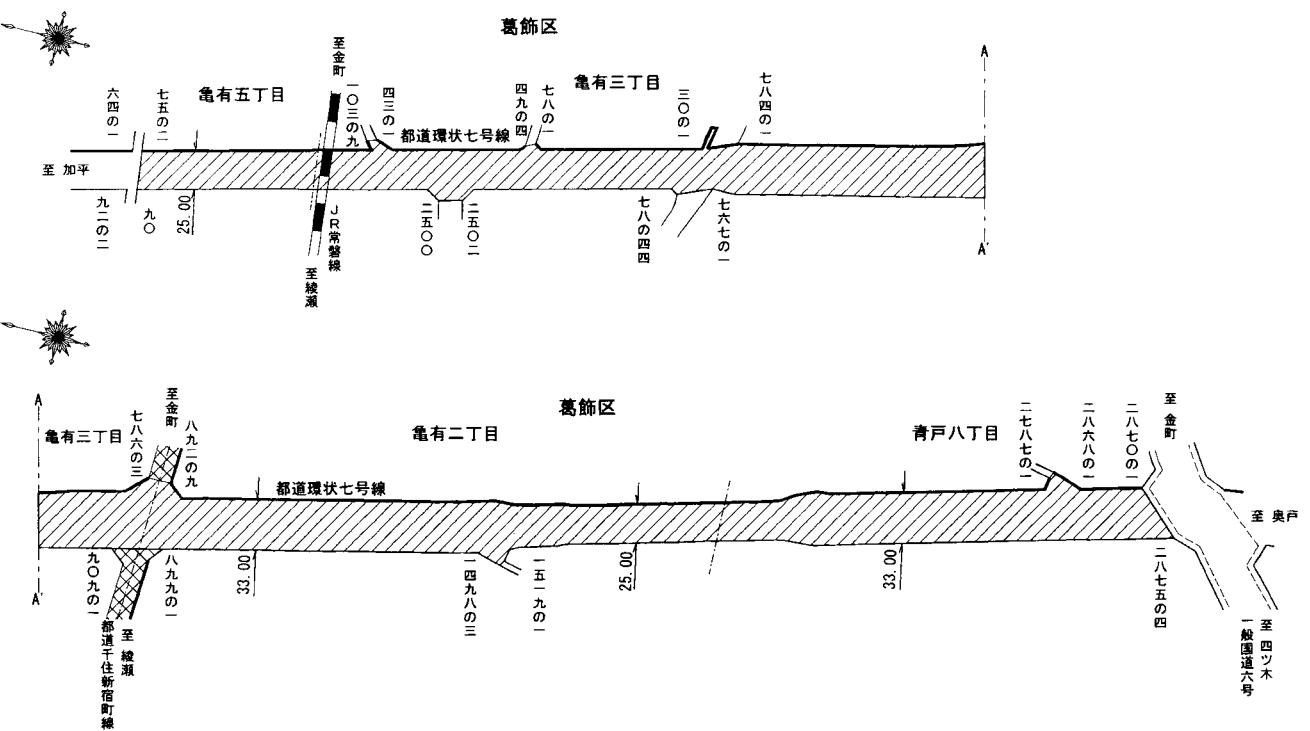 葛飾区
A
至金町
六四の一
七五の二
亀有五丁目
一〇三の九
四三の一
都道環状七号線
四九の四
七八の一
亀有三丁目
三〇の一
七八四の一
至 加平
九二の二
九〇
25.00
JR常磐線
至綾瀬
二五〇〇
二五〇二
七八の四四
七六七の一
A'
A
葛飾区
亀有三丁目
七八六の三
至金町
八九二の九
亀有二丁目
都道環状七号線
青戸八丁目
二七八七の一
二八六八の一
二八七〇の一
至 金町
至 奥戸
A'
九〇九の一
八九九の一
33.00
一四九八の三
一五一九の一
25.00
33.00
二八七五の四
都道千住新宿町線
至 綾瀬
一般国道六号
至 四ツ木